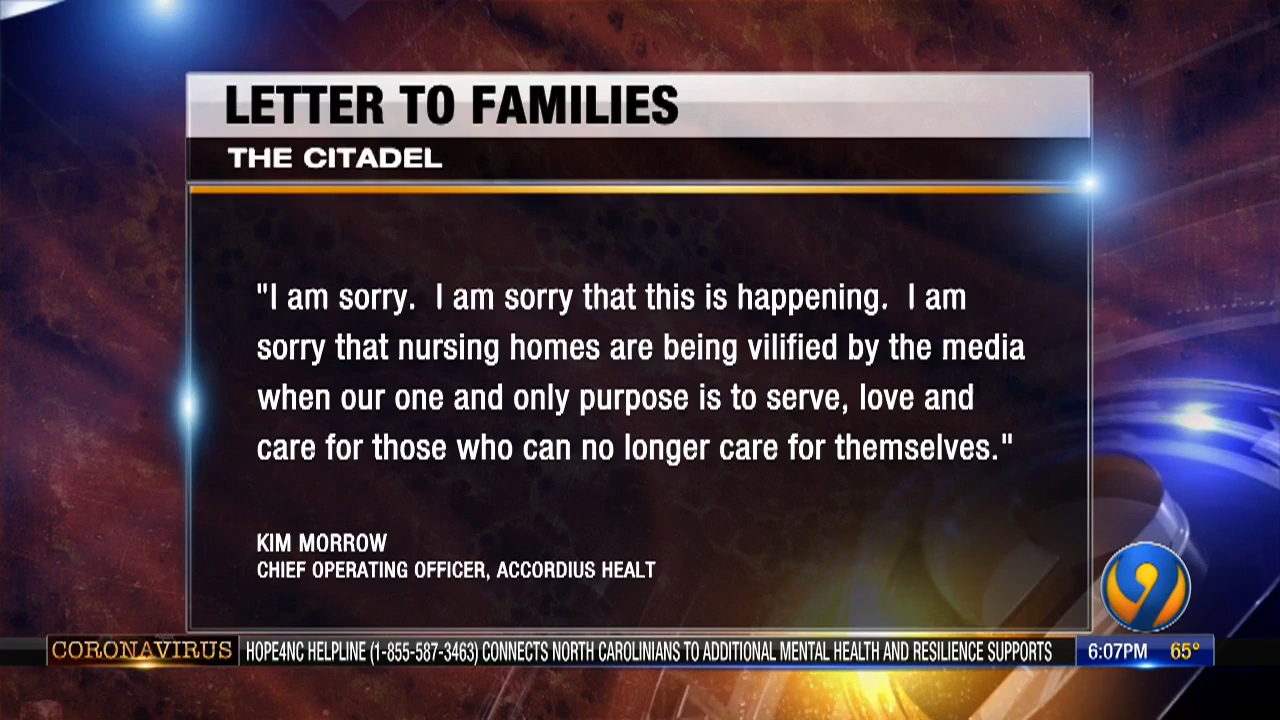 LETTER TO FAMILIES
THE CITADEL
"I am sorry.  I am sorry that this is happening.  I am
sorry that nursing homes are being vilified by the media
when our one and only purpose is to serve, love and
care for those who can no longer care for themselves."
KIM MORROW
CHIEF OPERATING OFFICER, ACCORDIUS HEALT
9
CORONAVIRUS HOPE4NC HELPLINE (1-855-587-3463) CONNECTS NORTH CAROLINIANS TO ADDITIONAL MENTAL HEALTH AND RESILIENCE SUPPORTS 6:07PM 65°